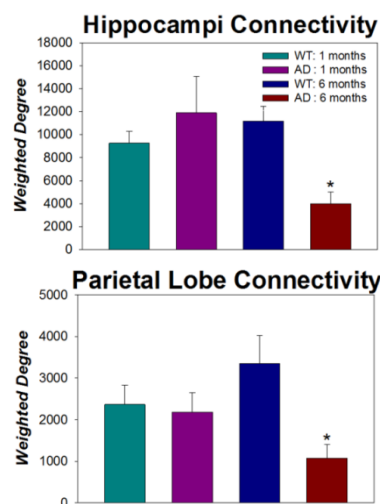 Hippocampi Connectivity
Weighted Degree
18000
16000
14000
12000
10000
8000
6000
4000
2000
0
WT: 1 months
AD : 1 months
WT: 6 months
AD : 6 months
*
Parietal Lobe Connectivity
Weighted Degree
5000
4000
3000
2000
1000
0
*